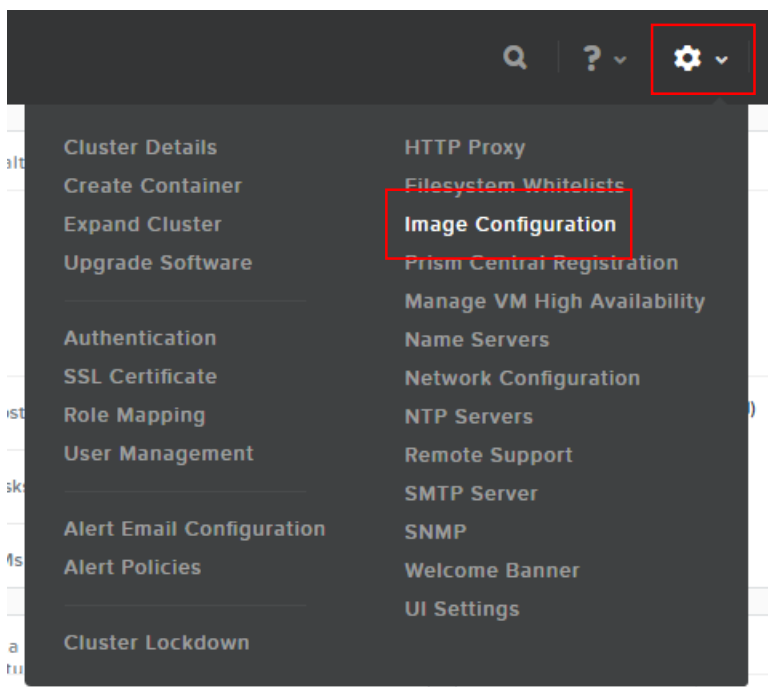 ?
Cluster Details
Create Container
Expand Cluster
Upgrade Software
Authentication
SSL Certificate
Role Mapping
User Management
Alert Email Configuration
Alert Policies
Cluster Lockdown
HTTP Proxy
Filesystem Whitelists
Image Configuration
Prism Central Registration
Manage VM High Availability
Name Servers
Network Configuration
NTP Servers
Remote Support
SMTP Server
SNMP
Welcome Banner
UI Settings